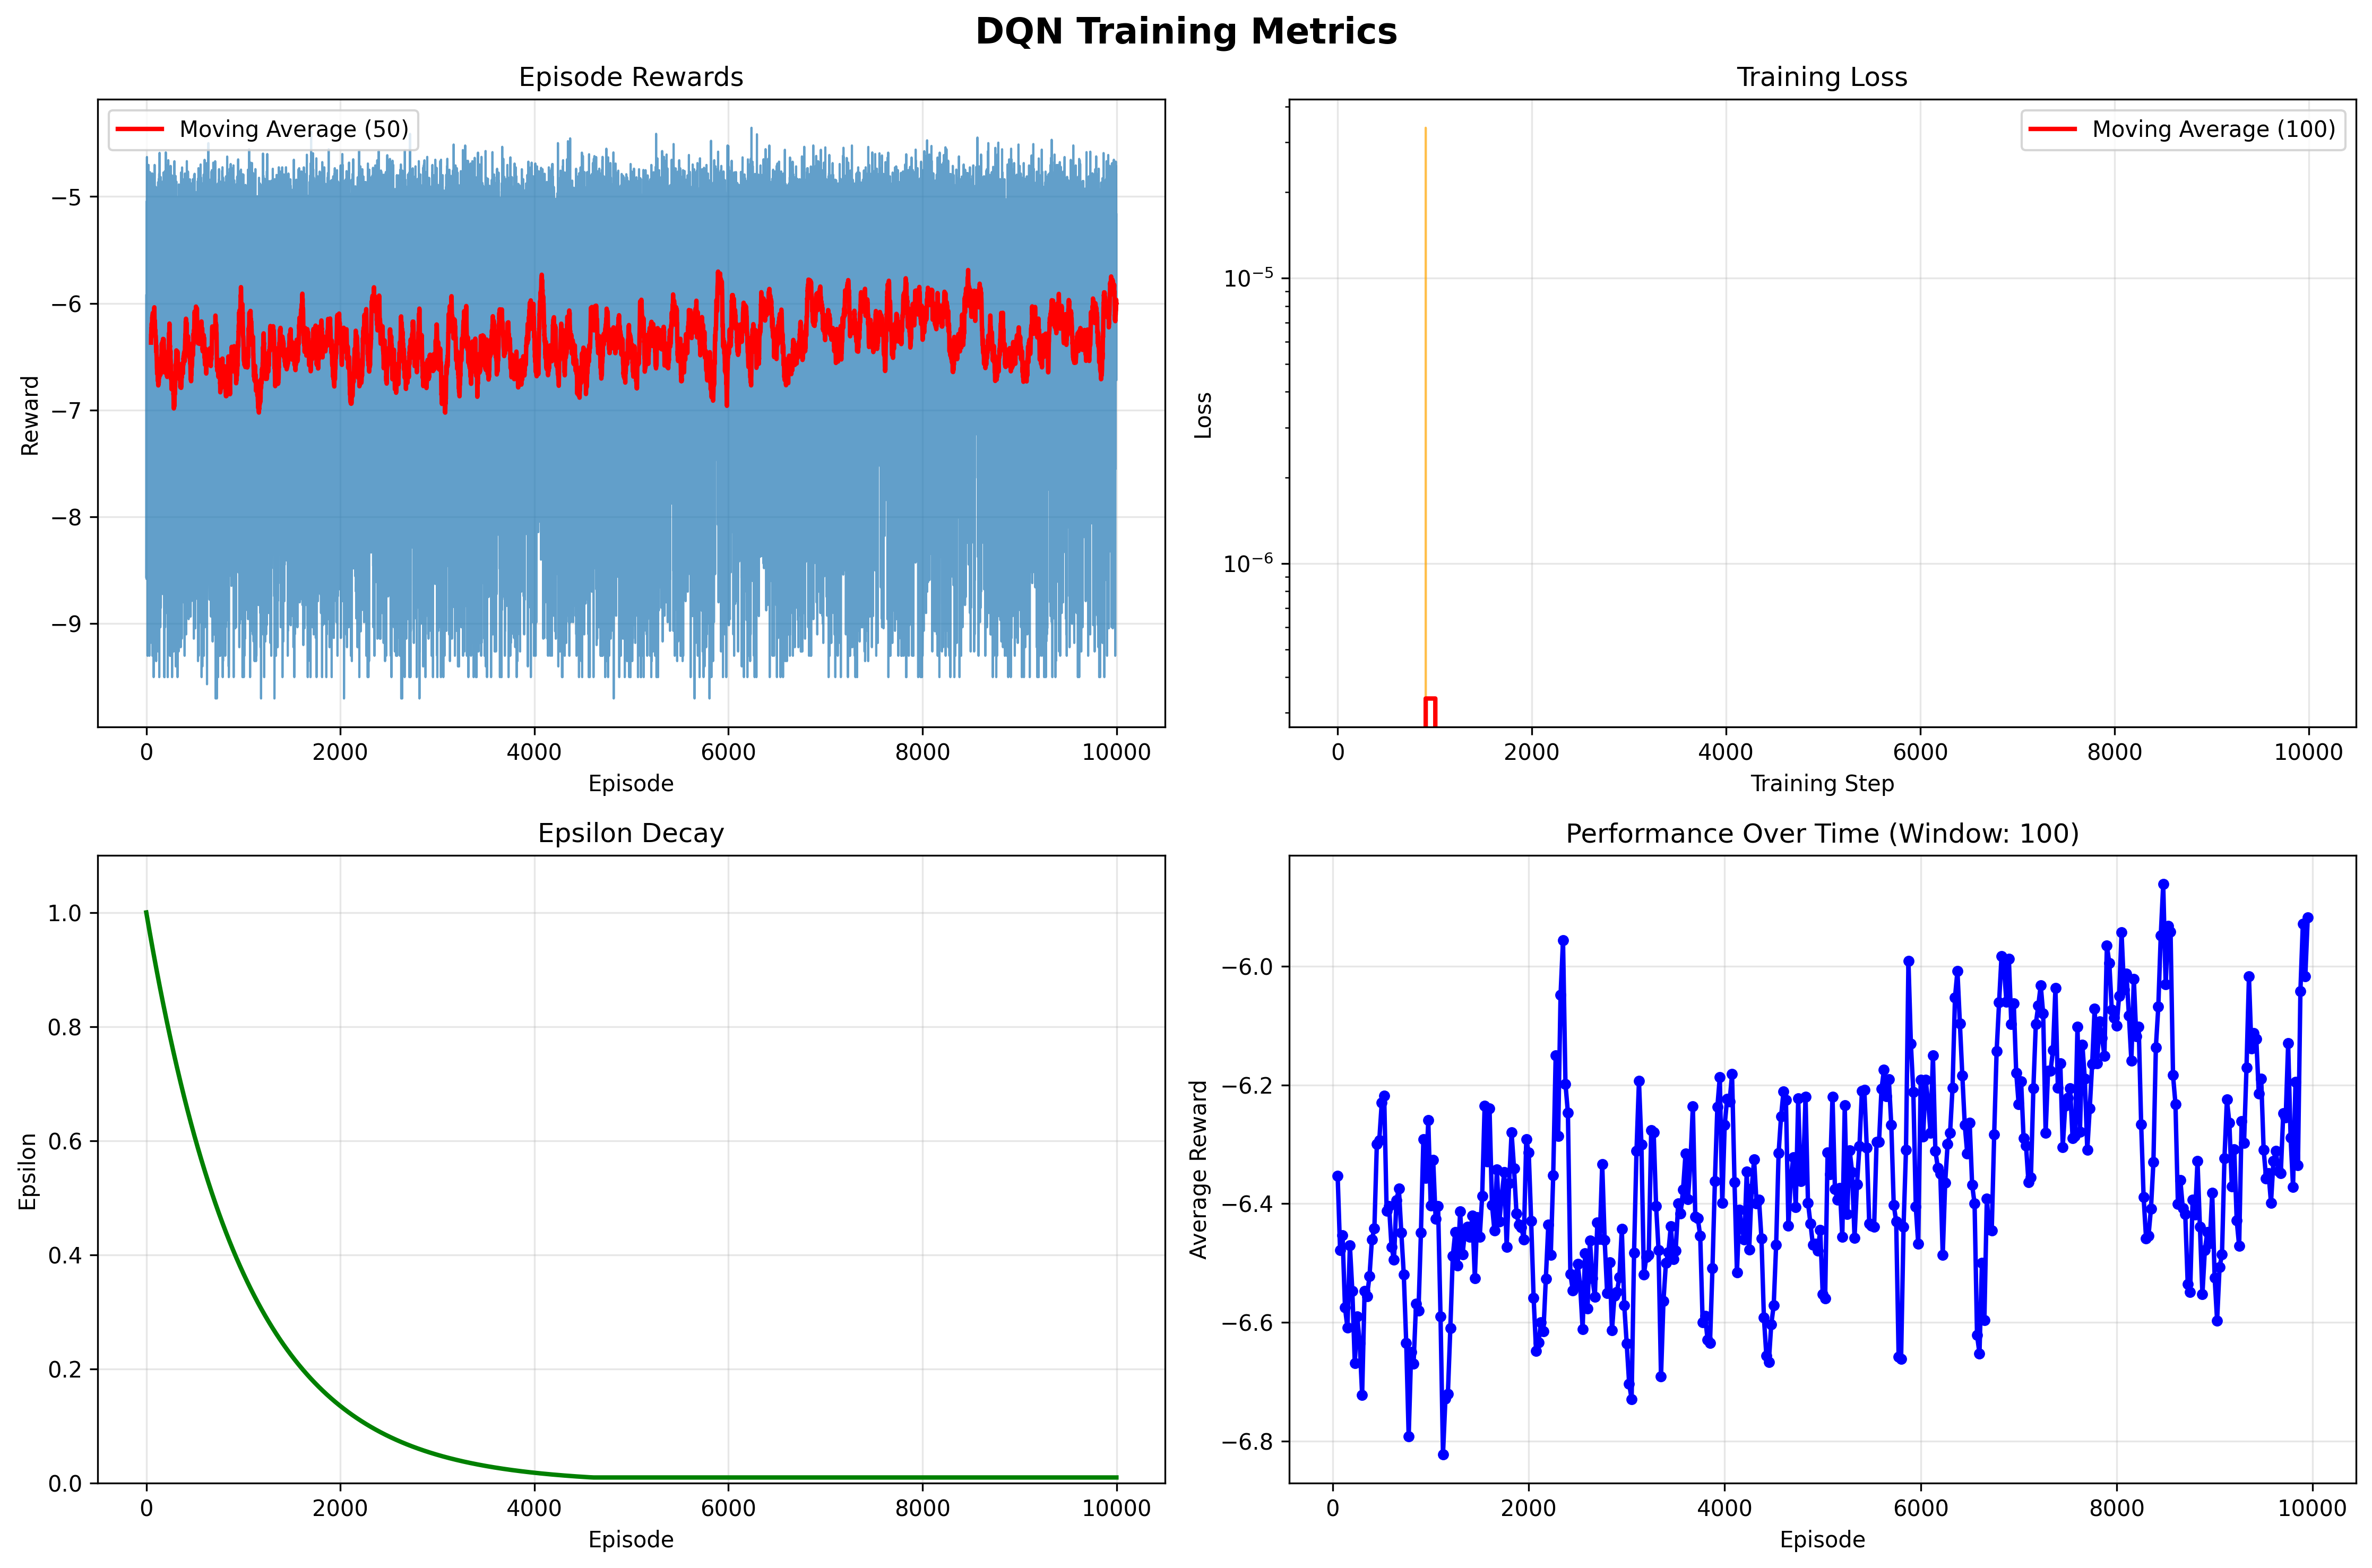 DQN Training Metrics
Episode Rewards
Moving Average (50)
−5
−6
−7
−8
−9
Reward
0 2000 4000 6000 8000 10000
Episode
Training Loss
Moving Average (100)
10⁻⁵
10⁻⁶
Loss
0 2000 4000 6000 8000 10000
Training Step
Epsilon Decay
1.0
0.8
0.6
0.4
0.2
0.0
Epsilon
0 2000 4000 6000 8000 10000
Episode
Performance Over Time (Window: 100)
−6.0
−6.2
−6.4
−6.6
−6.8
Average Reward
0 2000 4000 6000 8000 10000
Episode